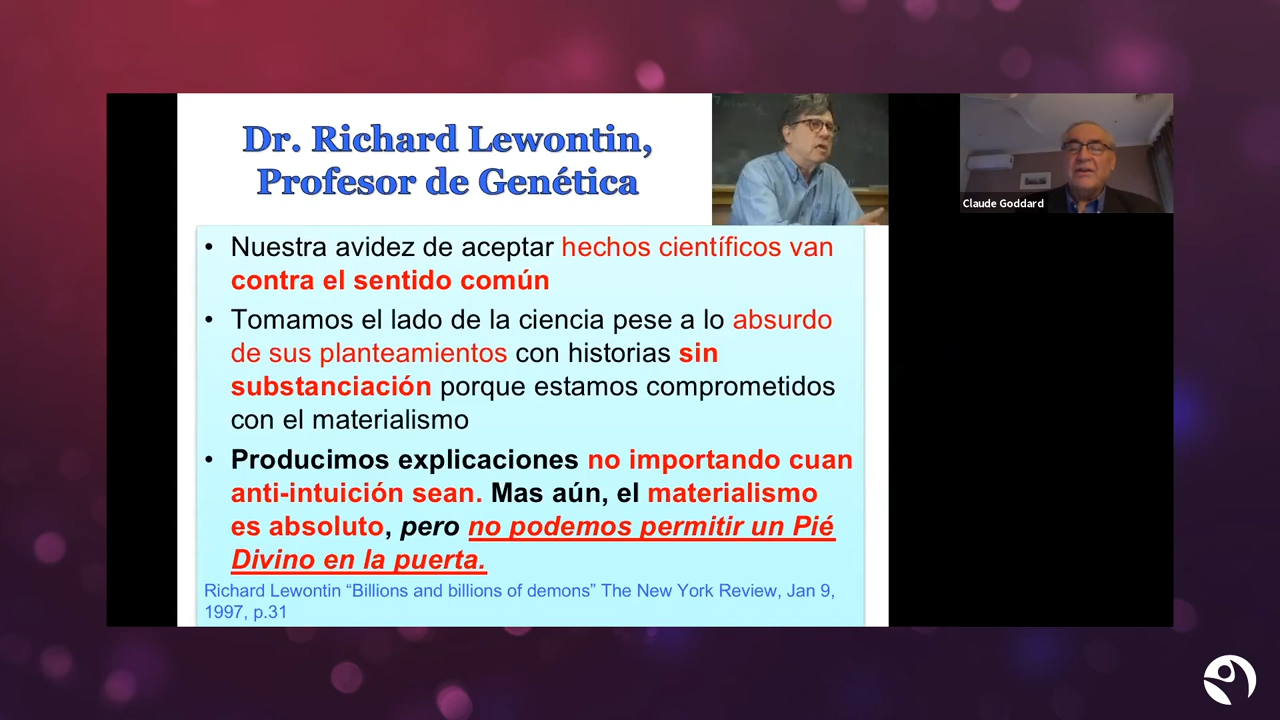 Dr. Richard Lewontin,
Profesor de Genética
Claude Goddard
• Nuestra avidez de aceptar hechos científicos van
contra el sentido común
• Tomamos el lado de la ciencia pese a lo absurdo
de sus planteamientos con historias sin
substanciación porque estamos comprometidos
con el materialismo
• Producimos explicaciones no importando cuan
anti-intuición sean. Mas aún, el materialismo
es absoluto, pero no podemos permitir un Pié
Divino en la puerta.
Richard Lewontin “Billions and billions of demons” The New York Review, Jan 9,
1997, p.31